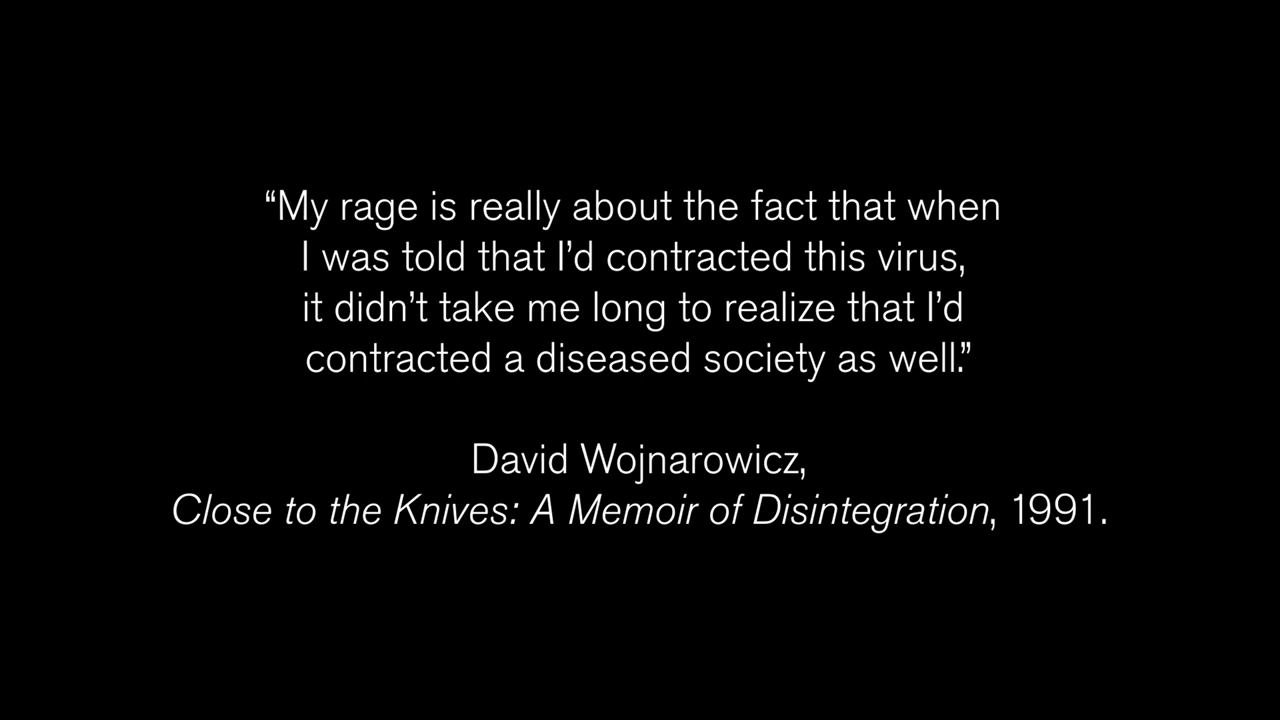 “My rage is really about the fact that when
I was told that I’d contracted this virus,
it didn’t take me long to realize that I’d
contracted a diseased society as well.”
David Wojnarowicz,
Close to the Knives: A Memoir of Disintegration, 1991.